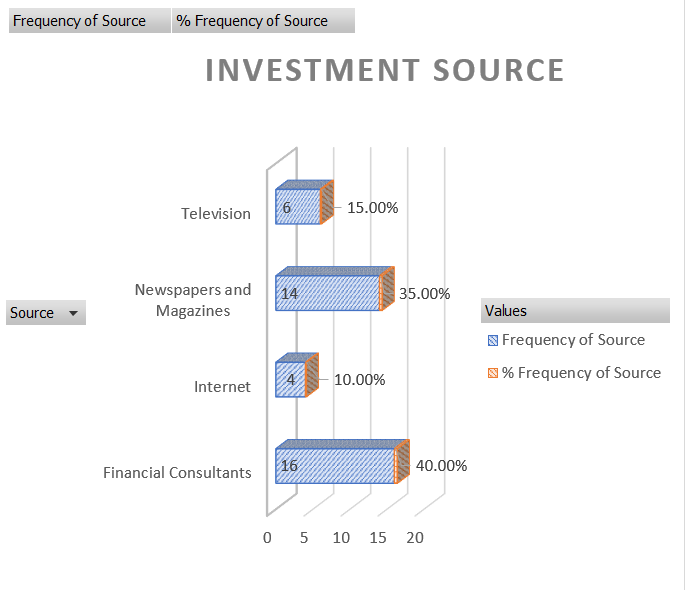 Frequency of Source % Frequency of Source
INVESTMENT SOURCE
Television 6 15.00%
Newspapers and
Magazines 14 35.00%
Internet 4 10.00%
Financial Consultants 16 40.00%
0 5 10 15 20
Source
Values
Frequency of Source
% Frequency of Source